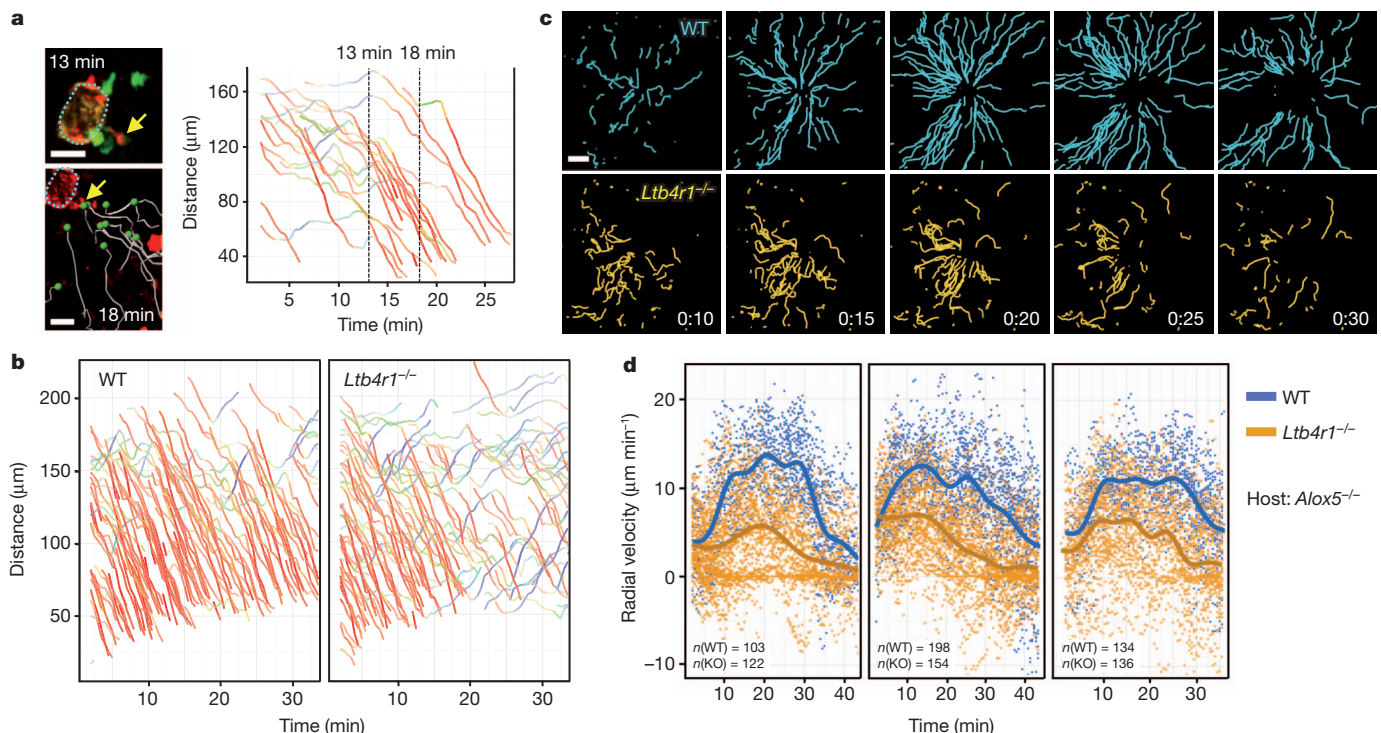 a
13 min
18 min
13 min 18 min
160
120
80
40
Distance (μm)
5 10 15 20 25
Time (min)
b
WT
Ltb4r1–/–
200
150
100
50
Distance (μm)
10 20 30 10 20 30
Time (min)
c
WT
Ltb4r1–/–
0:10 0:15 0:20 0:25 0:30
d
20
10
0
–10
Radial velocity (μm min–1)
n(WT) = 103
n(KO) = 122
n(WT) = 198
n(KO) = 154
n(WT) = 134
n(KO) = 136
10 20 30 40 10 20 30 40 10 20 30
Time (min)
WT
Ltb4r1–/–
Host: Alox5–/–